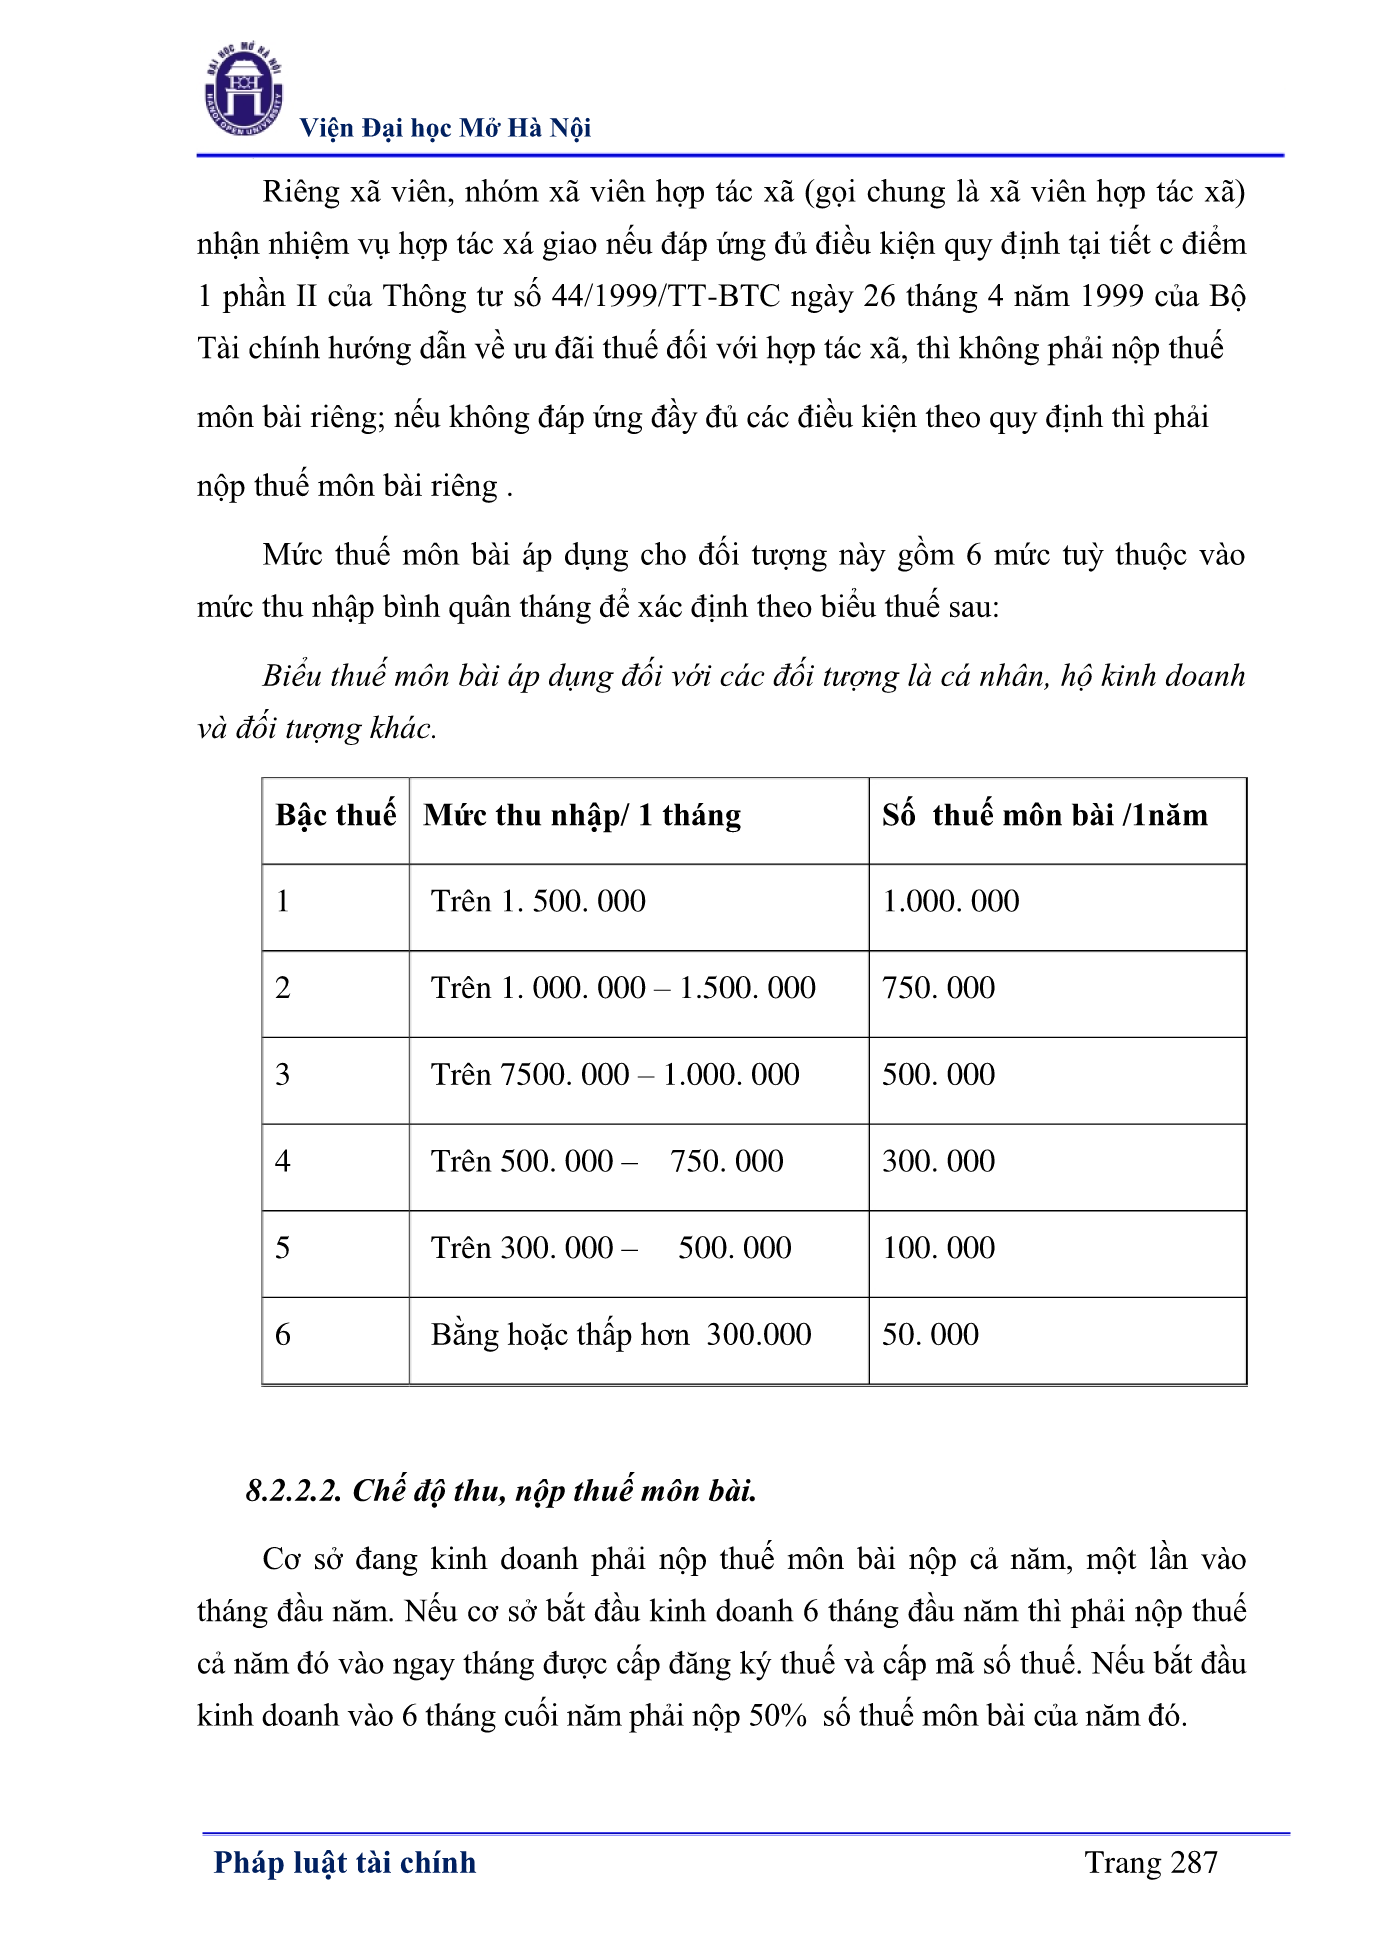 ĐẠI HỌC MỞ HÀ NỘI
HANOI OPEN UNIVERSITY
Viện Đại học Mở Hà Nội
Riêng xã viên, nhóm xã viên hợp tác xã (gọi chung là xã viên hợp tác xã)
nhận nhiệm vụ hợp tác xá giao nếu đáp ứng đủ điều kiện quy định tại tiết c điểm
1 phần II của Thông tư số 44/1999/TT-BTC ngày 26 tháng 4 năm 1999 của Bộ
Tài chính hướng dẫn về ưu đãi thuế đối với hợp tác xã, thì không phải nộp thuế
môn bài riêng; nếu không đáp ứng đầy đủ các điều kiện theo quy định thì phải
nộp thuế môn bài riêng .
Mức thuế môn bài áp dụng cho đối tượng này gồm 6 mức tuỳ thuộc vào
mức thu nhập bình quân tháng để xác định theo biểu thuế sau:
Biểu thuế môn bài áp dụng đối với các đối tượng là cá nhân, hộ kinh doanh
và đối tượng khác.
Bậc thuế Mức thu nhập/ 1 tháng Số thuế môn bài /1năm
1 Trên 1. 500. 000 1.000. 000
2 Trên 1. 000. 000 – 1.500. 000 750. 000
3 Trên 7500. 000 – 1.000. 000 500. 000
4 Trên 500. 000 – 750. 000 300. 000
5 Trên 300. 000 – 500. 000 100. 000
6 Bằng hoặc thấp hơn 300.000 50. 000
8.2.2.2. Chế độ thu, nộp thuế môn bài.
Cơ sở đang kinh doanh phải nộp thuế môn bài nộp cả năm, một lần vào
tháng đầu năm. Nếu cơ sở bắt đầu kinh doanh 6 tháng đầu năm thì phải nộp thuế
cả năm đó vào ngay tháng được cấp đăng ký thuế và cấp mã số thuế. Nếu bắt đầu
kinh doanh vào 6 tháng cuối năm phải nộp 50% số thuế môn bài của năm đó.
Pháp luật tài chính Trang 287